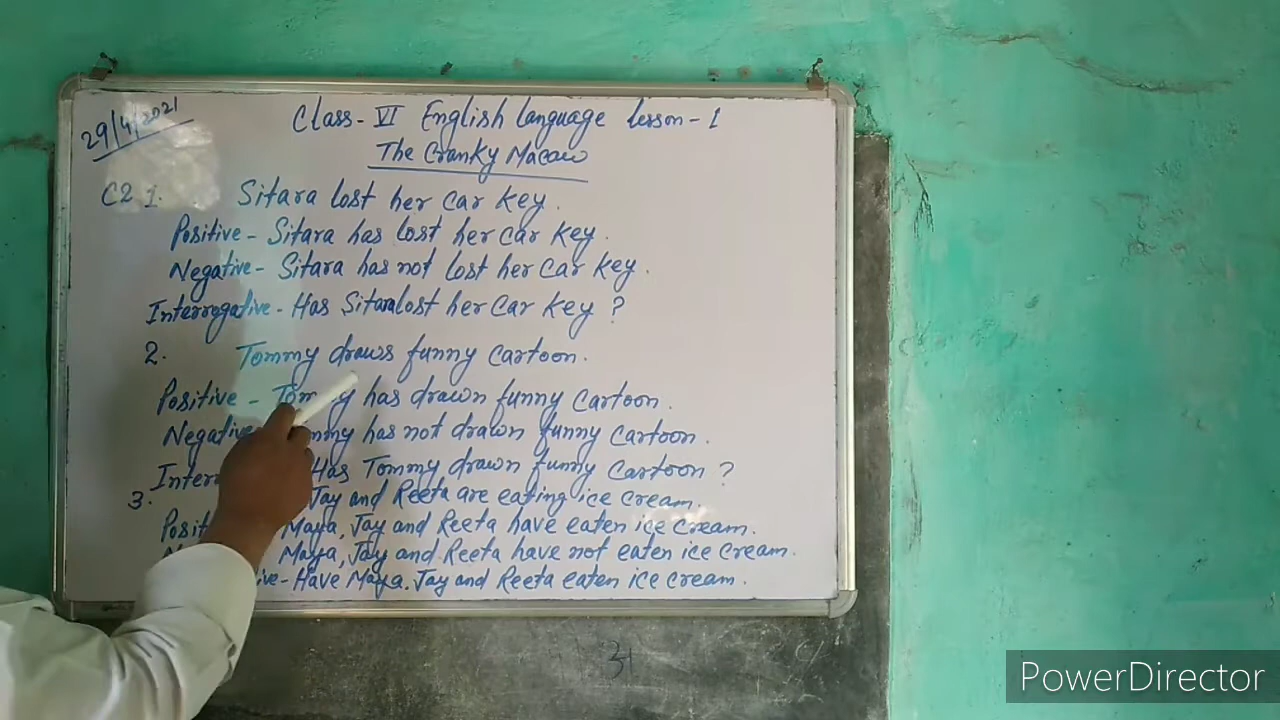 29/4/2021
Class-VI English language lesson-1
The Cranky Macaw
C2 1. Sitara lost her car key.
Positive- Sitara has lost her car key.
Negative- Sitara has not lost her car key.
Interrogative- Has Sitara lost her car key ?
2. Tommy draws funny cartoon.
Positive - Tommy has drawn funny cartoon.
Negative has not drawn funny cartoon.
Has Tommy drawn funny cartoon ?
3. Jay and Reeta are eating ice cream.
Maya, Jay and Reeta have eaten ice cream.
Maya, Jay and Reeta have not eaten ice cream.
Have Maya. Jay and Reeta eaten ice cream.
31
PowerDirector